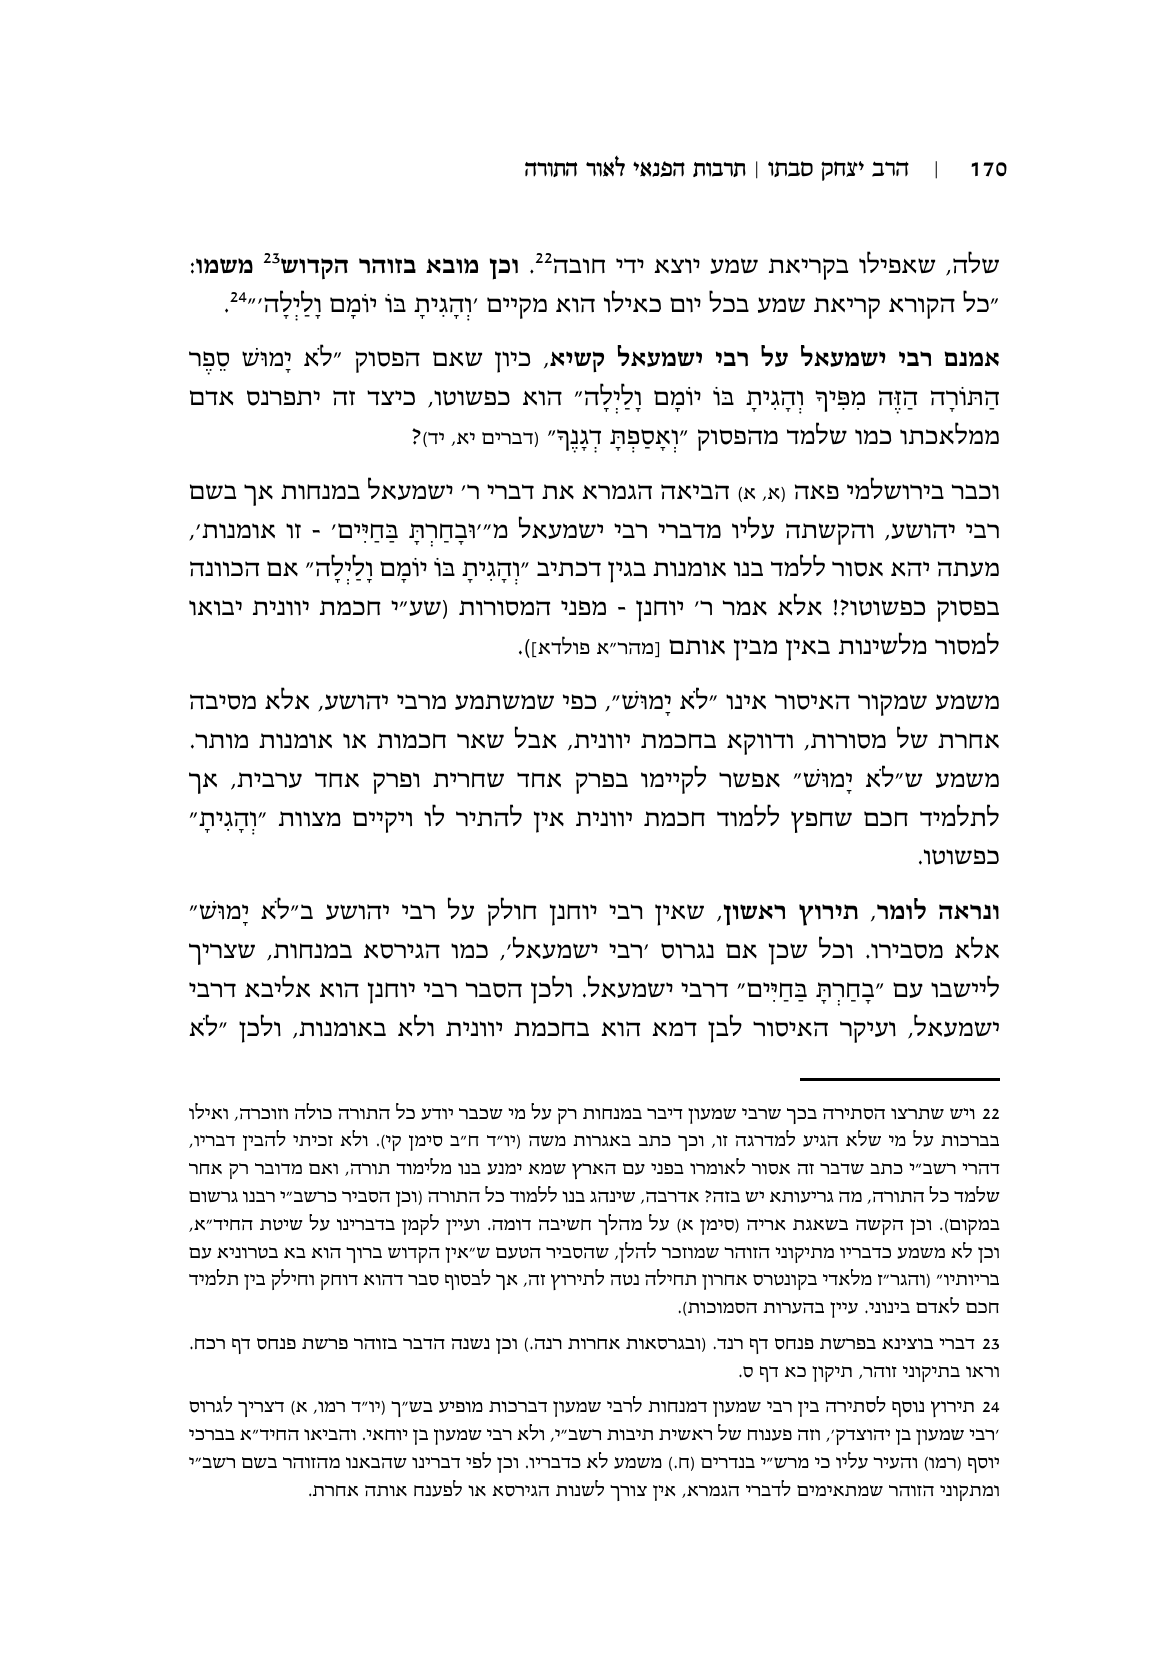 170 | הרב יצחק סבתו | תרבות הפנאי לאור התורה
שלה, שאפילו בקריאת שמע יוצא ידי חובה22. וכן מובא בזוהר הקדוש23 משמו:
״כל הקורא קריאת שמע בכל יום כאילו הוא מקיים ׳וְהָגִיתָ בּוֹ יוֹמָם וָלַיְלָה׳״24.
אמנם רבי ישמעאל על רבי ישמעאל קשיא, כיון שאם הפסוק ״לֹא יָמוּשׁ סֵפֶר
הַתּוֹרָה הַזֶּה מִפִּיךָ וְהָגִיתָ בּוֹ יוֹמָם וָלַיְלָה״ הוא כפשוטו, כיצד זה יתפרנס אדם
ממלאכתו כמו שלמד מהפסוק ״וְאָסַפְתָּ דְגָנֶךָ״ (דברים יא, יד)?
וכבר בירושלמי פאה (א, א) הביאה הגמרא את דברי ר׳ ישמעאל במנחות אך בשם
רבי יהושע, והקשתה עליו מדברי רבי ישמעאל מ״׳וּבָחַרְתָּ בַּחַיִּים׳ - זו אומנות׳,
מעתה יהא אסור ללמד בנו אומנות בגין דכתיב ״וְהָגִיתָ בּוֹ יוֹמָם וָלַיְלָה״ אם הכוונה
בפסוק כפשוטו?! אלא אמר ר׳ יוחנן - מפני המסורות (שע״י חכמת יוונית יבואו
למסור מלשינות באין מבין אותם [מהר״א פולדא]).
משמע שמקור האיסור אינו ״לֹא יָמוּשׁ״, כפי שמשתמע מרבי יהושע, אלא מסיבה
אחרת של מסורות, ודווקא בחכמת יוונית, אבל שאר חכמות או אומנות מותר.
משמע ש״לֹא יָמוּשׁ״ אפשר לקיימו בפרק אחד שחרית ופרק אחד ערבית, אך
לתלמיד חכם שחפץ ללמוד חכמת יוונית אין להתיר לו ויקיים מצוות ״וְהָגִיתָ״
כפשוטו.
ונראה לומר, תירוץ ראשון, שאין רבי יוחנן חולק על רבי יהושע ב״לֹא יָמוּשׁ״
אלא מסבירו. וכל שכן אם נגרוס ׳רבי ישמעאל׳, כמו הגירסא במנחות, שצריך
ליישבו עם ״בָחַרְתָּ בַּחַיִּים״ דרבי ישמעאל. ולכן הסבר רבי יוחנן הוא אליבא דרבי
ישמעאל, ועיקר האיסור לבן דמא הוא בחכמת יוונית ולא באומנות, ולכן ״לֹא
22 ויש שתרצו הסתירה בכך שרבי שמעון דיבר במנחות רק על מי שכבר יודע כל התורה כולה וזוכרה, ואילו
בברכות על מי שלא הגיע למדרגה זו, וכך כתב באגרות משה (יו״ד ח״ב סימן קי). ולא זכיתי להבין דבריו,
דהרי רשב״י כתב שדבר זה אסור לאומרו בפני עם הארץ שמא ימנע בנו מלימוד תורה, ואם מדובר רק אחר
שלמד כל התורה, מה גריעותא יש בזה? אדרבה, שינהג בנו ללמוד כל התורה (וכן הסביר כרשב״י רבנו גרשום
במקום). וכן הקשה בשאגת אריה (סימן א) על מהלך חשיבה דומה. ועיין לקמן בדברינו על שיטת החיד״א,
וכן לא משמע כדבריו מתיקוני הזוהר שמוזכר להלן, שהסביר הטעם ש״אין הקדוש ברוך הוא בא בטרוניא עם
בריותיו״ (והגר״ז מלאדי בקונטרס אחרון תחילה נטה לתירוץ זה, אך לבסוף סבר דהוא דוחק וחילק בין תלמיד
חכם לאדם בינוני. עיין בהערות הסמוכות).
23 דברי בוצינא בפרשת פנחס דף רנד. (ובגרסאות אחרות רנה.) וכן נשנה הדבר בזוהר פרשת פנחס דף רכח.
וראו בתיקוני זוהר, תיקון כא דף ס.
24 תירוץ נוסף לסתירה בין רבי שמעון דמנחות לרבי שמעון דברכות מופיע בש״ך (יו״ד רמו, א) דצריך לגרוס
׳רבי שמעון בן יהוצדק׳, וזה פענוח של ראשית תיבות רשב״י, ולא רבי שמעון בן יוחאי. והביאו החיד״א בברכי
יוסף (רמו) והעיר עליו כי מרש״י בנדרים (ח.) משמע לא כדבריו. וכן לפי דברינו שהבאנו מהזוהר בשם רשב״י
ומתקוני הזוהר שמתאימים לדברי הגמרא, אין צורך לשנות הגירסא או לפענח אותה אחרת.